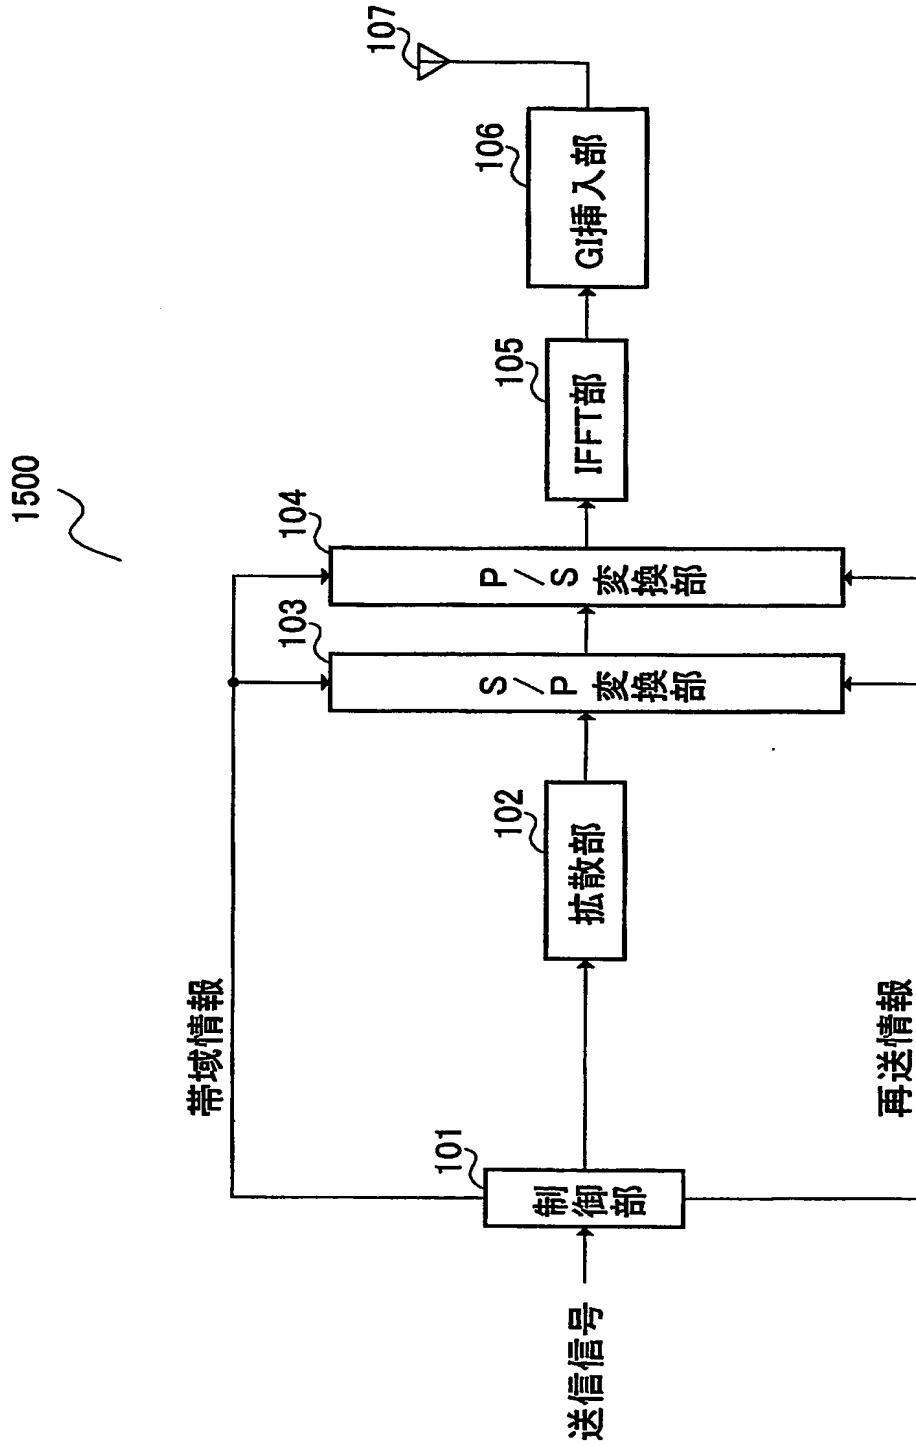 1500
帯域情報
送信信号
101
制御部
102
拡散部
103
S/P変換部
104
P/S変換部
105
IFFT部
106
GI挿入部
107
再送情報